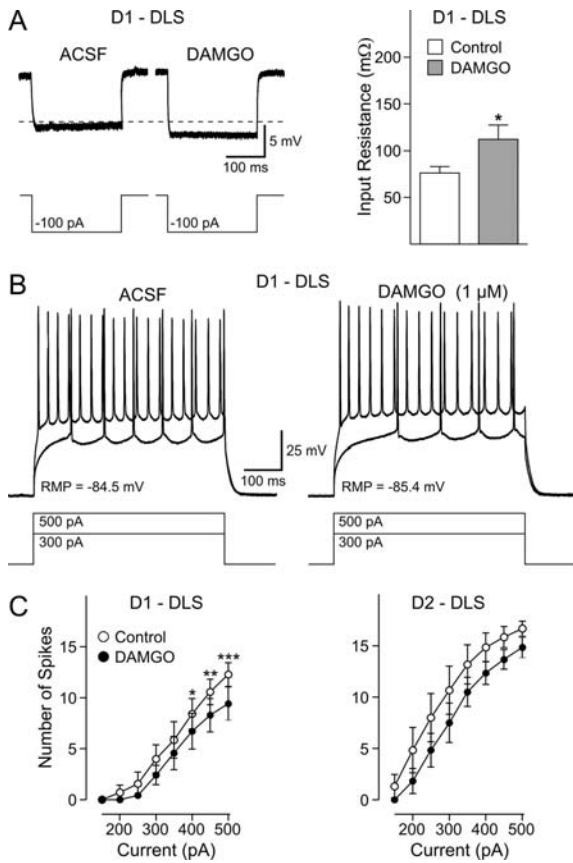 A
D1 - DLS
ACSF
DAMGO
5 mV
100 ms
-100 pA
-100 pA
D1 - DLS
Control
DAMGO
Input Resistance (mΩ)
200
150
100
50
*
B
D1 - DLS
ACSF
DAMGO (1 µM)
25 mV
100 ms
RMP = -84.5 mV
RMP = -85.4 mV
500 pA
300 pA
500 pA
300 pA
C
D1 - DLS
Control
DAMGO
* ** ***
Number of Spikes
15
10
5
0
200 300 400 500
Current (pA)
D2 - DLS
15
10
5
0
200 300 400 500
Current (pA)